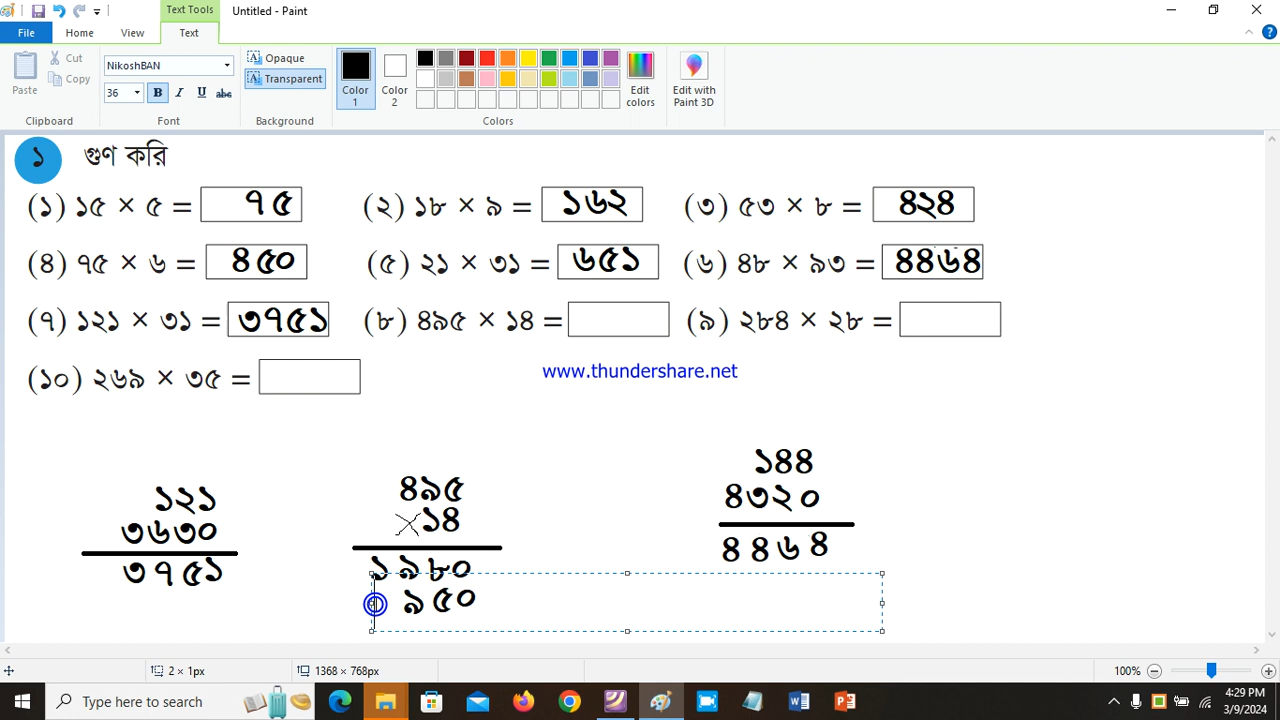 Text Tools
Untitled - Paint
File Home View Text
Paste
Cut
Copy
Clipboard
NikoshBAN
36 B I U abc
Font
Opaque
Transparent
Background
Color 1
Color 2
Colors
Edit colors
Edit with Paint 3D
১ গুণ করি
(১) ১৫ × ৫ = ৭৫ (২) ১৮ × ৯ = ১৬২ (৩) ৫৩ × ৮ = ৪২৪
(৪) ৭৫ × ৬ = ৪৫০ (৫) ২১ × ৩১ = ৬৫১ (৬) ৪৮ × ৯৩ = ৪৪৬৪
(৭) ১২১ × ৩১ = ৩৭৫১ (৮) ৪৯৫ × ১৪ = (৯) ২৮৪ × ২৮ =
(১০) ২৬৯ × ৩৫ =
www.thundershare.net
১২১
৩৬৩০
৩৭৫১
৪৯৫
×১৪
১৯৮০
৯৫০
১৪৪
৪৩২০
৪৪৬৪
2 × 1px
1368 × 768px
100%
Type here to search
4:29 PM
3/9/2024